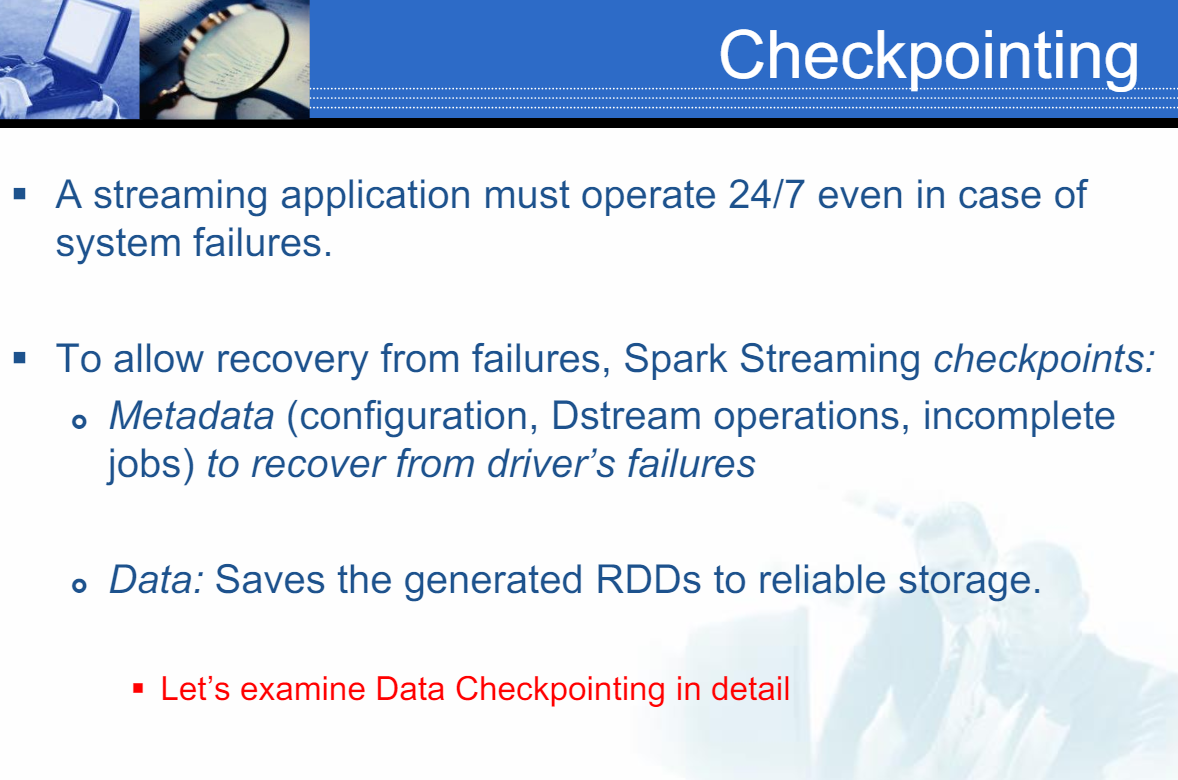 Checkpointing
▪ A streaming application must operate 24/7 even in case of
system failures.
▪ To allow recovery from failures, Spark Streaming checkpoints:
Metadata (configuration, Dstream operations, incomplete
jobs) to recover from driver’s failures
Data: Saves the generated RDDs to reliable storage.
▪ Let’s examine Data Checkpointing in detail